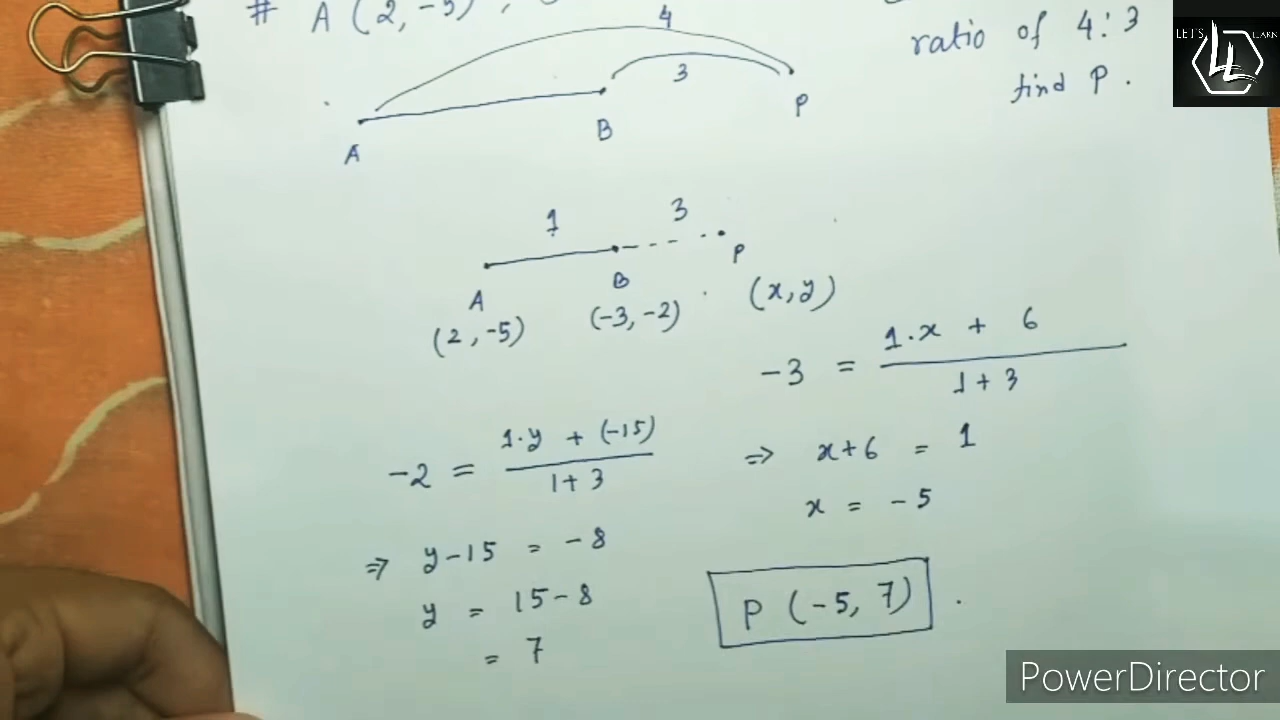 # A (2, -5),
ratio of 4:3
find P.
4
3
A
B
P
1
3
A
B
P
(2, -5)
(-3, -2)
(x, y)
-3 = 1.x + 6 / 1 + 3
-2 = 1.y + (-15) / 1 + 3
⇒ x + 6 = 1
x = -5
⇒ y - 15 = -8
y = 15 - 8
= 7
P (-5, 7).
LET'S LEARN
LL
PowerDirector